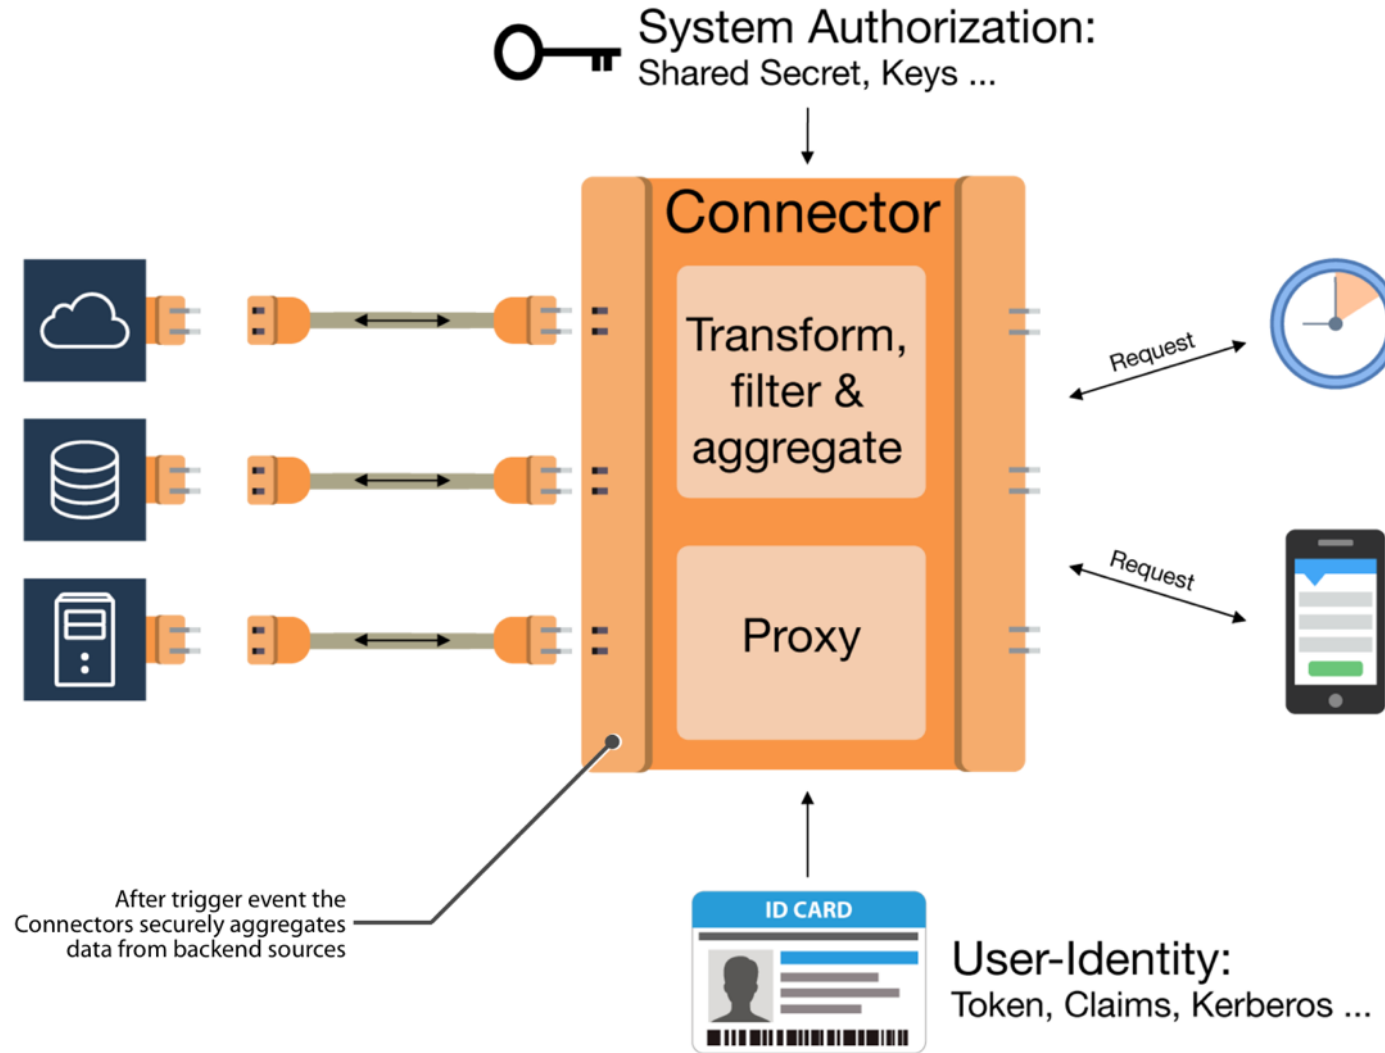 System Authorization:
Shared Secret, Keys ...
Connector
Transform,
filter &
aggregate
Request
Request
Proxy
After trigger event the
Connectors securely aggregates
data from backend sources
ID CARD
User-Identity:
Token, Claims, Kerberos ...